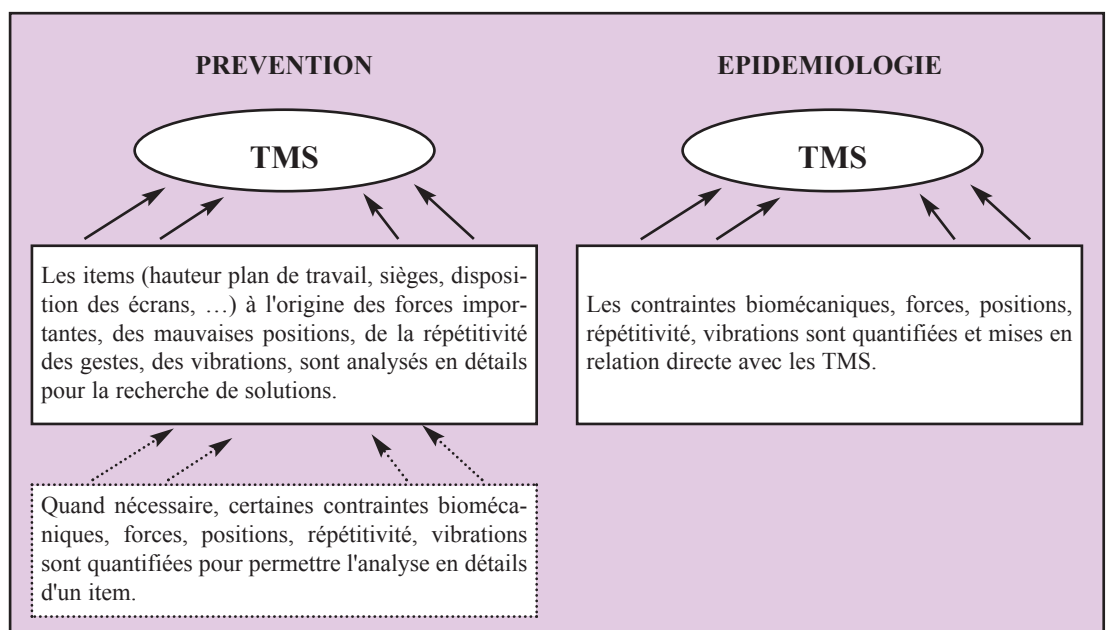 PREVENTION
TMS
Les items (hauteur plan de travail, sièges, disposi-
tion des écrans, …) à l'origine des forces impor-
tantes, des mauvaises positions, de la répétitivité
des gestes, des vibrations, sont analysés en détails
pour la recherche de solutions.
Quand nécessaire, certaines contraintes bioméca-
niques, forces, positions, répétitivité, vibrations
sont quantifiées pour permettre l'analyse en détails
d'un item.
EPIDEMIOLOGIE
TMS
Les contraintes biomécaniques, forces, positions,
répétitivité, vibrations sont quantifiées et mises en
relation directe avec les TMS.